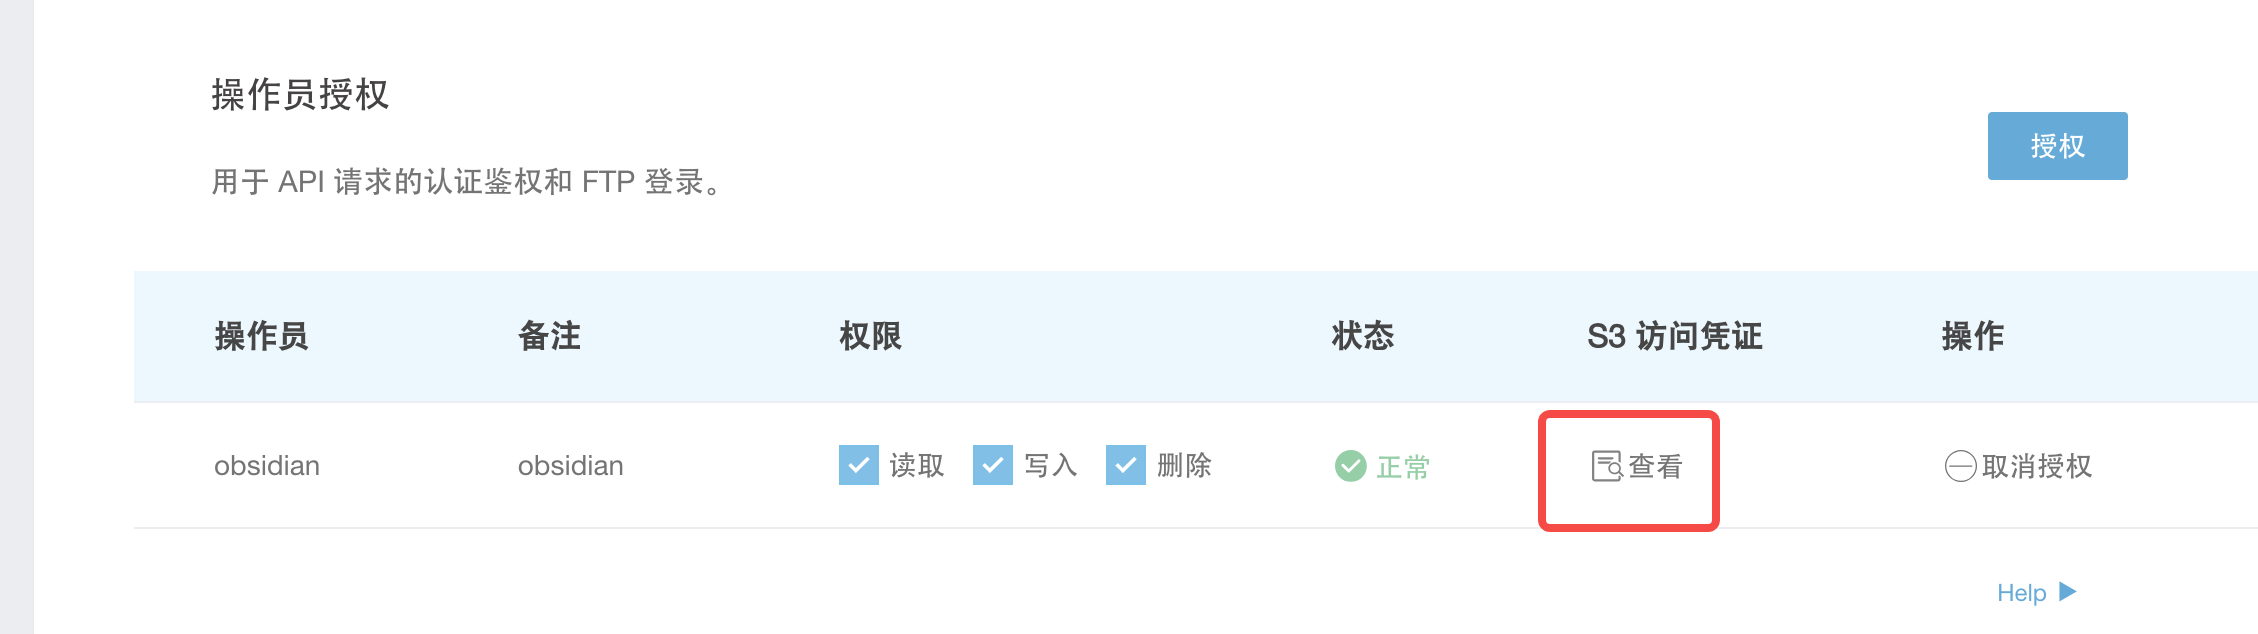 操作员授权
授权
用于 API 请求的认证鉴权和 FTP 登录。
操作员 备注 权限 状态 S3 访问凭证 操作
obsidian obsidian 读取 写入 删除 正常 查看 取消授权
Help